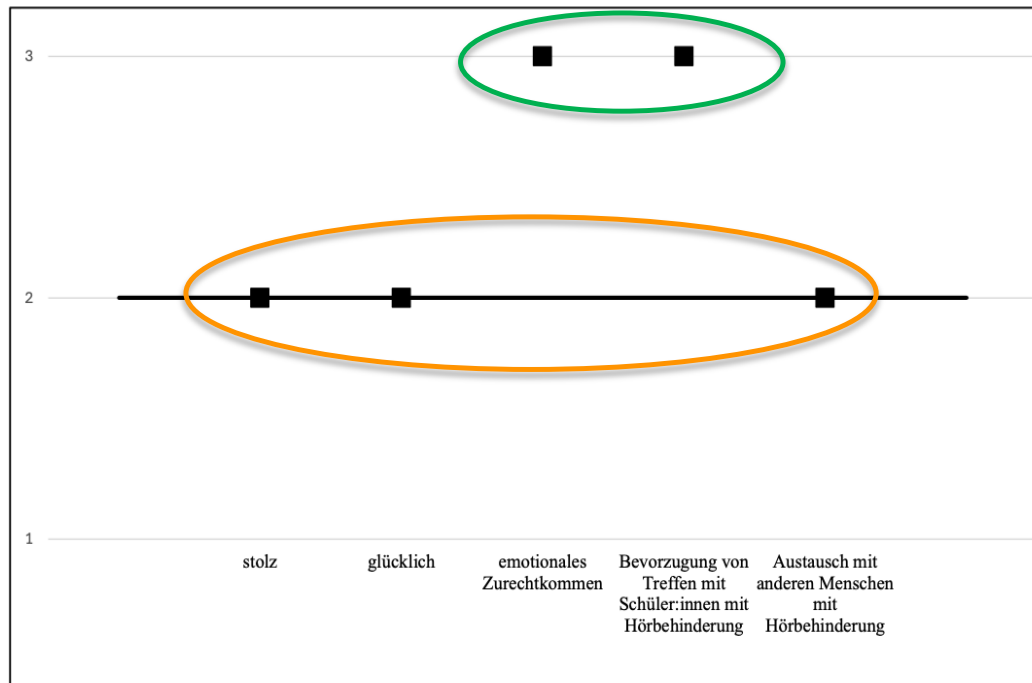 3
2
1
stolz
glücklich
emotionales
Zurechtkommen
Bevorzugung von
Treffen mit
Schüler:innen mit
Hörbehinderung
Austausch mit
anderen Menschen
mit
Hörbehinderung